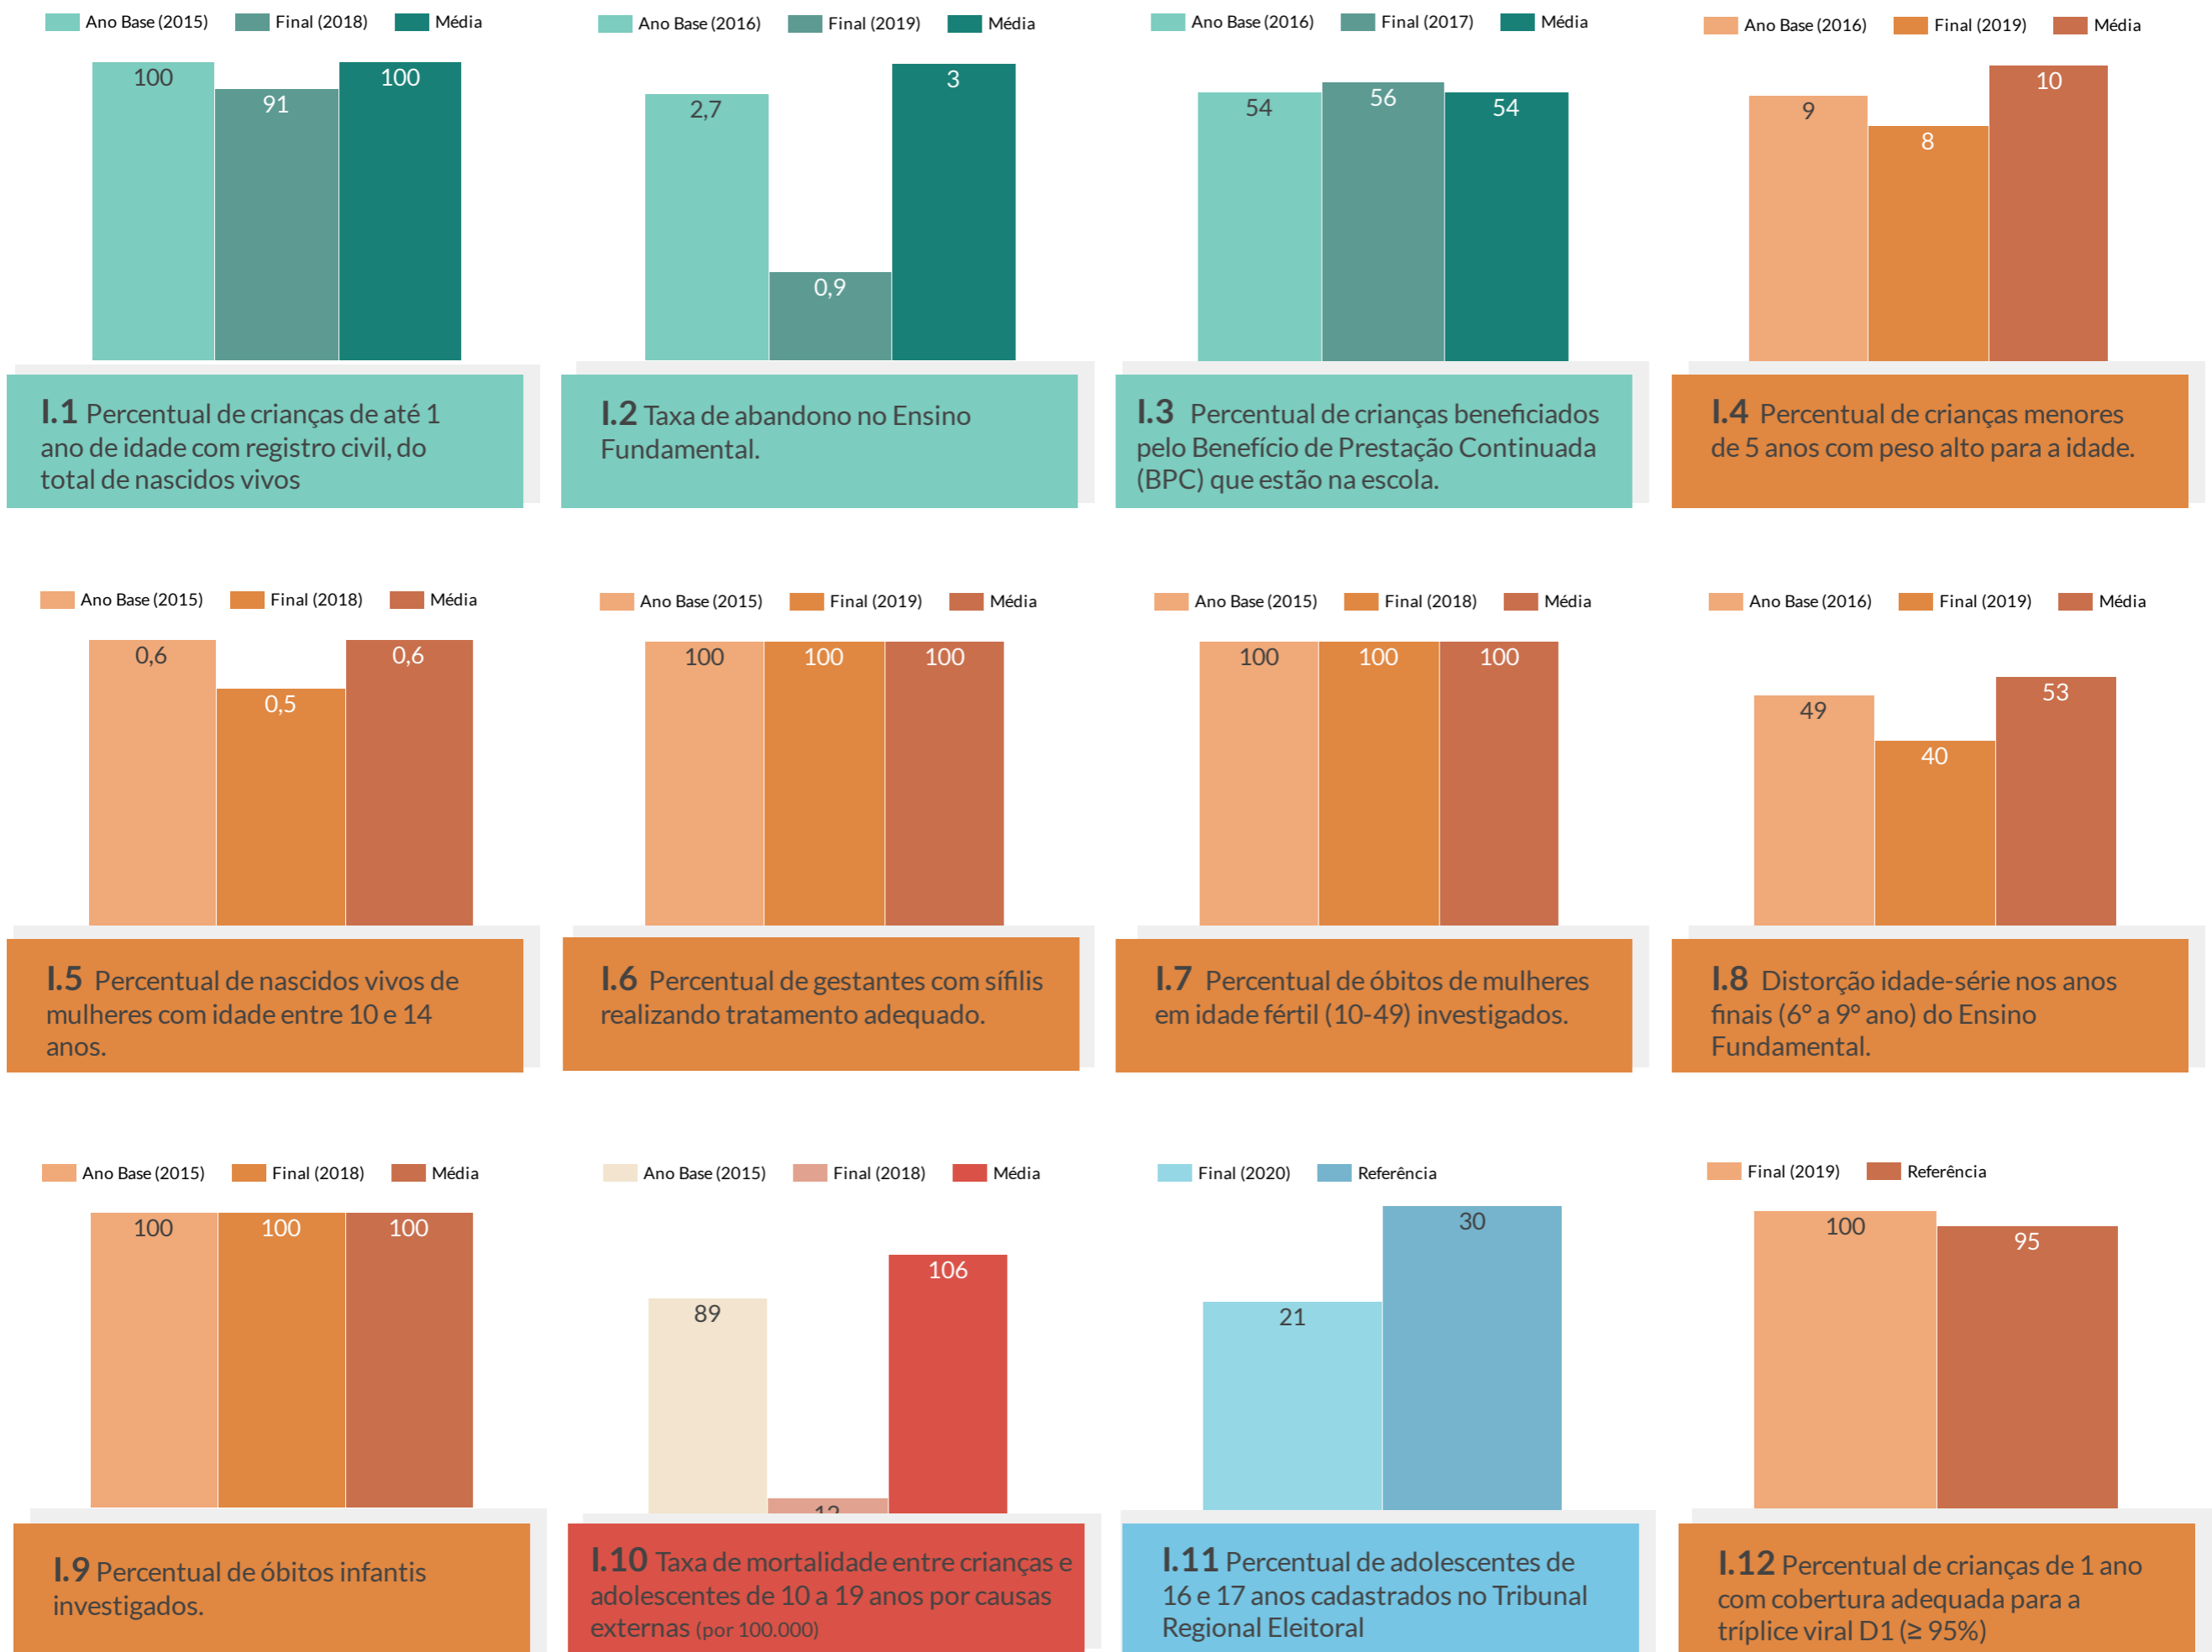 Ano Base (2015) Final (2018) Média
100 91 100
I.1 Percentual de crianças de até 1
ano de idade com registro civil, do
total de nascidos vivos
Ano Base (2016) Final (2019) Média
2,7 0,9 3
I.2 Taxa de abandono no Ensino
Fundamental.
Ano Base (2016) Final (2017) Média
54 56 54
I.3 Percentual de crianças beneficiados
pelo Benefício de Prestação Continuada
(BPC) que estão na escola.
Ano Base (2016) Final (2019) Média
9 8 10
I.4 Percentual de crianças menores
de 5 anos com peso alto para a idade.
Ano Base (2015) Final (2018) Média
0,6 0,5 0,6
I.5 Percentual de nascidos vivos de
mulheres com idade entre 10 e 14
anos.
Ano Base (2015) Final (2019) Média
100 100 100
I.6 Percentual de gestantes com sífilis
realizando tratamento adequado.
Ano Base (2015) Final (2018) Média
100 100 100
I.7 Percentual de óbitos de mulheres
em idade fértil (10-49) investigados.
Ano Base (2016) Final (2019) Média
49 40 53
I.8 Distorção idade-série nos anos
finais (6° a 9° ano) do Ensino
Fundamental.
Ano Base (2015) Final (2018) Média
100 100 100
I.9 Percentual de óbitos infantis
investigados.
Ano Base (2015) Final (2018) Média
89 106
I.10 Taxa de mortalidade entre crianças e
adolescentes de 10 a 19 anos por causas
externas (por 100.000)
Final (2020) Referência
21 30
I.11 Percentual de adolescentes de
16 e 17 anos cadastrados no Tribunal
Regional Eleitoral
Final (2019) Referência
100 95
I.12 Percentual de crianças de 1 ano
com cobertura adequada para a
tríplice viral D1 (≥ 95%)